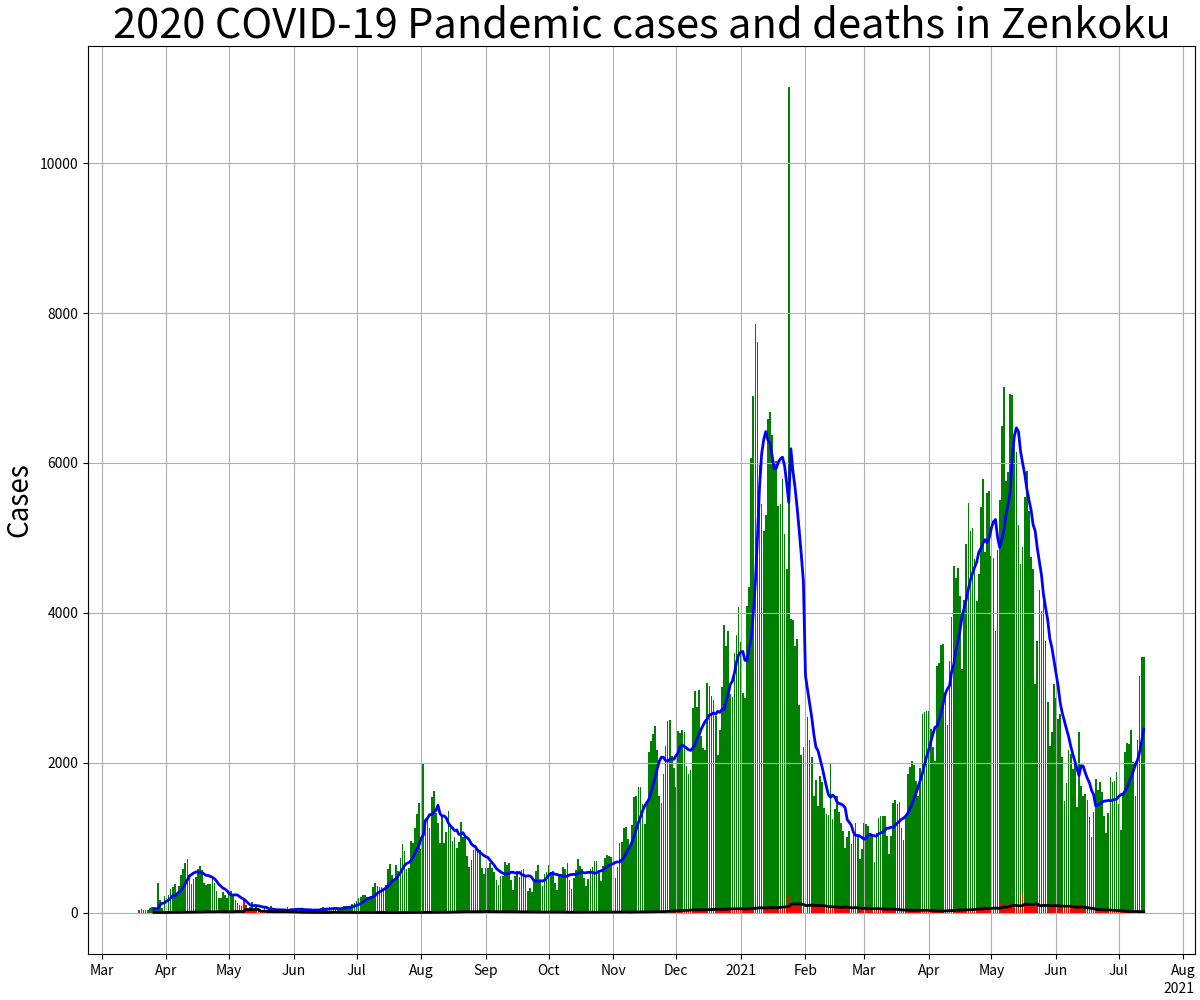 2020 COVID-19 Pandemic cases and deaths in Zenkoku
Cases
10000
8000
6000
4000
2000
0
Mar Apr May Jun Jul Aug Sep Oct Nov Dec 2021 Feb Mar Apr May Jun Jul Aug
2021